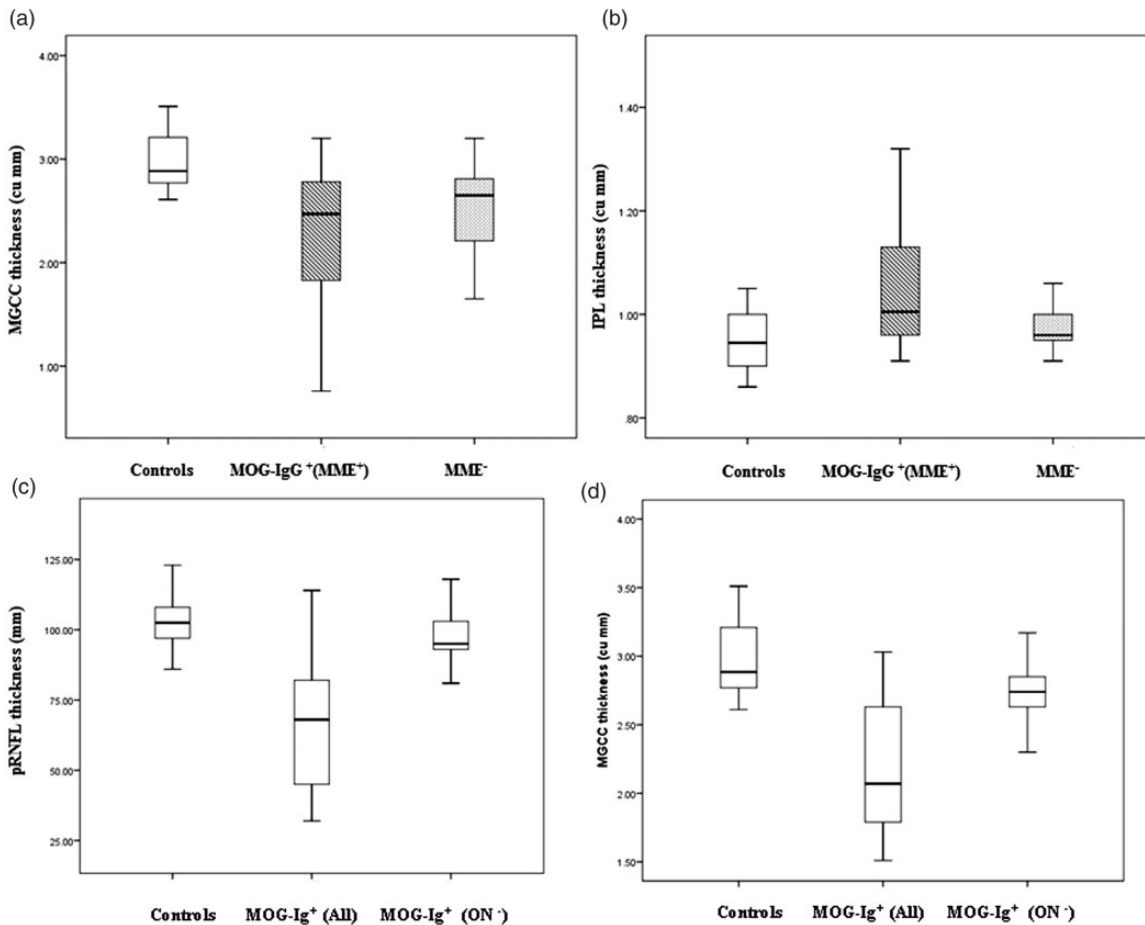 (a)
MGCC thickness (cu mm)
4.00
3.00
2.00
1.00
Controls MOG-IgG⁺(MME⁺) MME⁻
(b)
IPL thickness (cu mm)
1.40
1.20
1.00
.80
Controls MOG-IgG⁺(MME⁺) MME⁻
(c)
pRNFL thickness (mm)
125.00
100.00
75.00
50.00
25.00
Controls MOG-Ig⁺ (All) MOG-Ig⁺ (ON⁻)
(d)
MGCC thickness (cu mm)
4.00
3.50
3.00
2.50
2.00
1.50
Controls MOG-Ig⁺ (All) MOG-Ig⁺ (ON⁻)